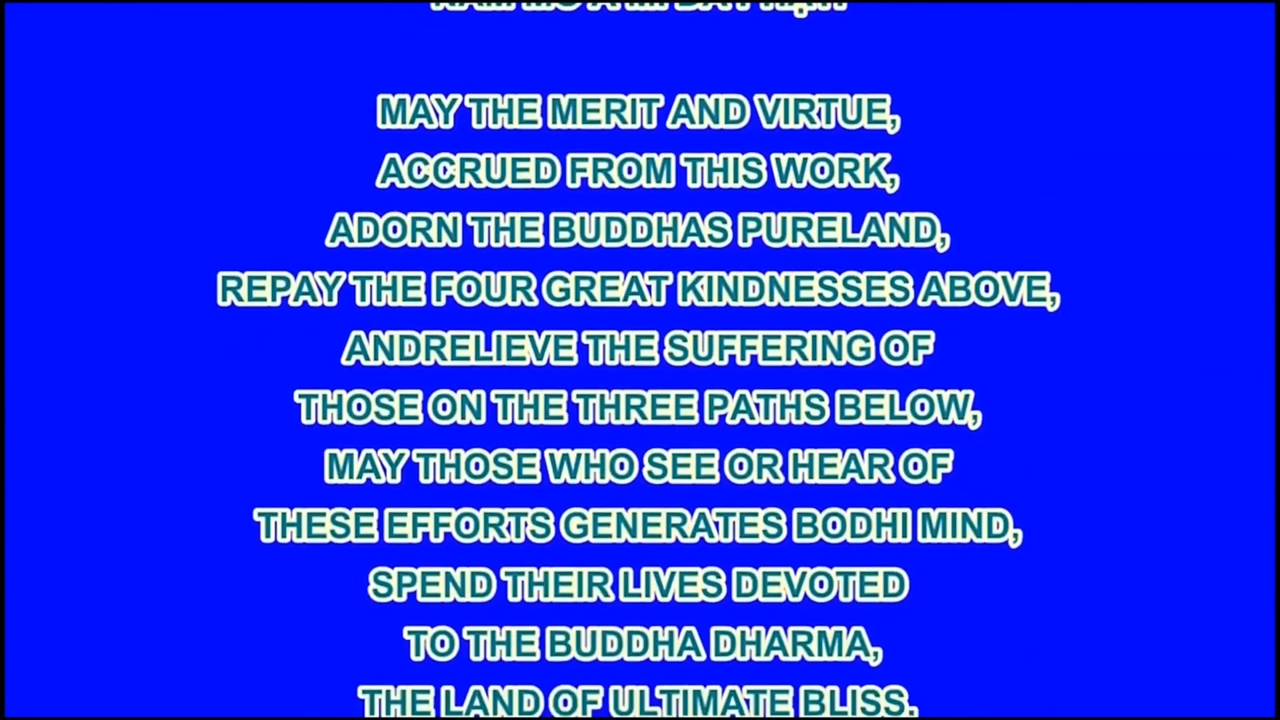 MAY THE MERIT AND VIRTUE,
ACCRUED FROM THIS WORK,
ADORN THE BUDDHAS PURELAND,
REPAY THE FOUR GREAT KINDNESSES ABOVE,
ANDRELIEVE THE SUFFERING OF
THOSE ON THE THREE PATHS BELOW,
MAY THOSE WHO SEE OR HEAR OF
THESE EFFORTS GENERATES BODHI MIND,
SPEND THEIR LIVES DEVOTED
TO THE BUDDHA DHARMA,
THE LAND OF ULTIMATE BLISS.